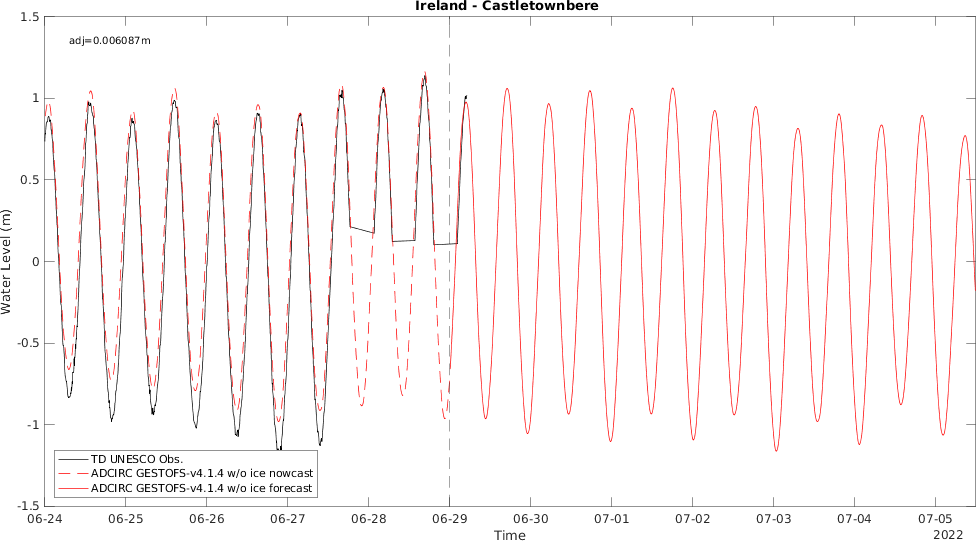 Ireland - Castletownbere
1.5
adj=0.006087m
1
0.5
0
-0.5
-1
-1.5
Water Level (m)
TD UNESCO Obs.
ADCIRC GESTOFS-v4.1.4 w/o ice nowcast
ADCIRC GESTOFS-v4.1.4 w/o ice forecast
06-24 06-25 06-26 06-27 06-28 06-29 06-30 07-01 07-02 07-03 07-04 07-05
Time
2022